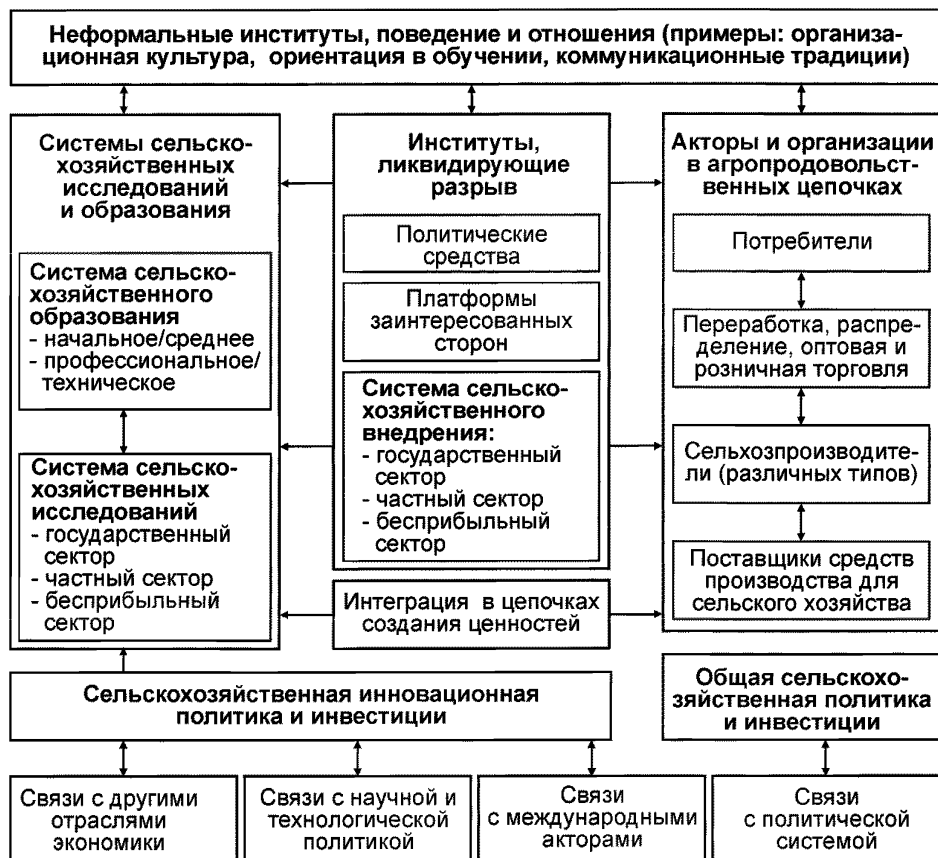 Неформальные институты, поведение и отношения (примеры: организа-
ционная культура, ориентация в обучении, коммуникационные традиции)
Системы сельско-
хозяйственных
исследований
и образования
Система сельско-
хозяйственного
образования
- начальное/среднее
- профессиональное/
техническое
Система сельско-
хозяйственных
исследований
- государственный
сектор
- частный сектор
- бесприбыльный
сектор
Институты,
ликвидирующие
разрыв
Политические
средства
Платформы
заинтересованных
сторон
Система сельско-
хозяйственного
внедрения:
- государственный
сектор
- частный сектор
- бесприбыльный
сектор
Интеграция в цепочках
создания ценностей
Акторы и организации
в агропродовольст-
венных цепочках
Потребители
Переработка, распре-
деление, оптовая и
розничная торговля
Сельхозпроизводите-
ли (различных типов)
Поставщики средств
производства для
сельского хозяйства
Сельскохозяйственная инновационная
политика и инвестиции
Общая сельскохо-
зяйственная политика
и инвестиции
Связи с другими
отраслями
экономики
Связи с научной и
технологической
политикой
Связи
с международными
акторами
Связи
с политической
системой